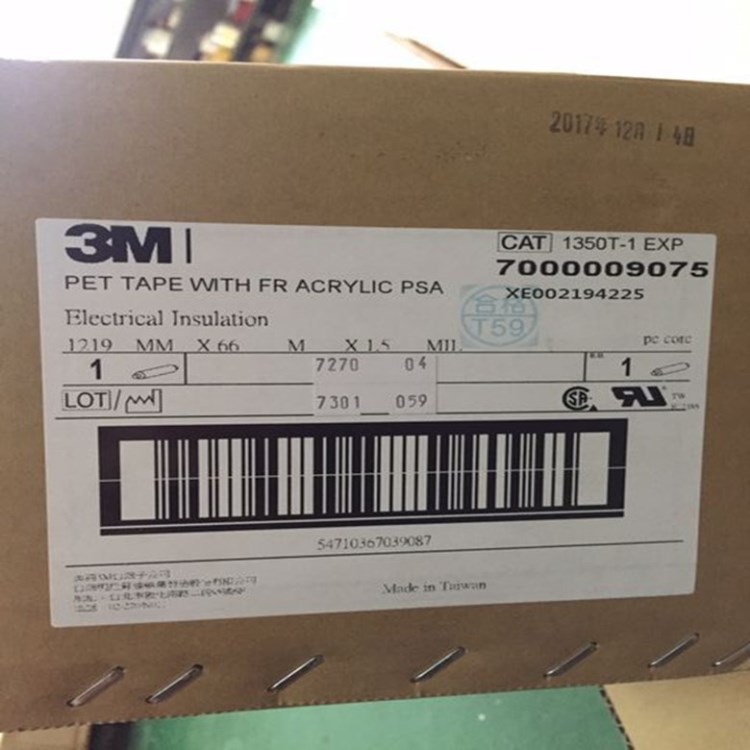 2017年12月14日
3M
CAT 1350T-1 EXP
7000009075
PET TAPE WITH FR ACRYLIC PSA
XE002194225
合格
T59
Electrical Insulation
1219 MM X 66 M X 1.5 MIL
pc core
1 7270 04 1
LOT/ 7301 059
SA
54710367039087
Made in Taiwan